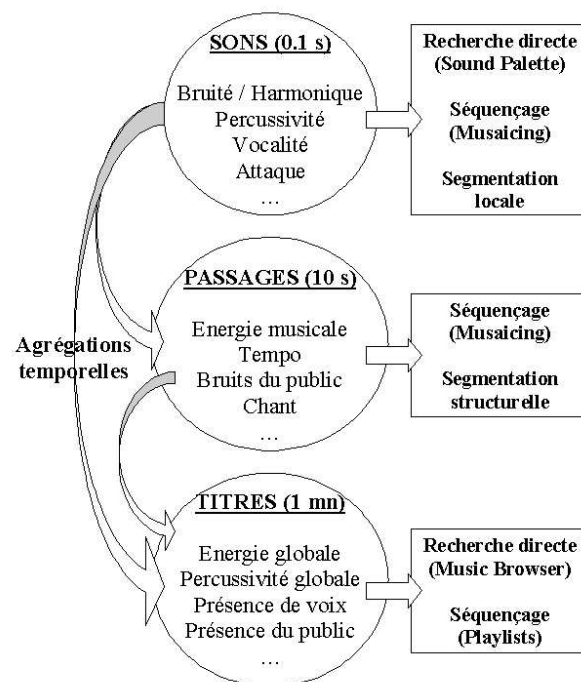 SONS (0.1 s)
Bruité / Harmonique
Percussivité
Vocalité
Attaque
…
Recherche directe
(Sound Palette)
Séquençage
(Musaicing)
Segmentation
locale
Agrégations
temporelles
PASSAGES (10 s)
Energie musicale
Tempo
Bruits du public
Chant
…
Séquençage
(Musaicing)
Segmentation
structurelle
TITRES (1 mn)
Energie globale
Percussivité globale
Présence de voix
Présence du public
…
Recherche directe
(Music Browser)
Séquençage
(Playlists)